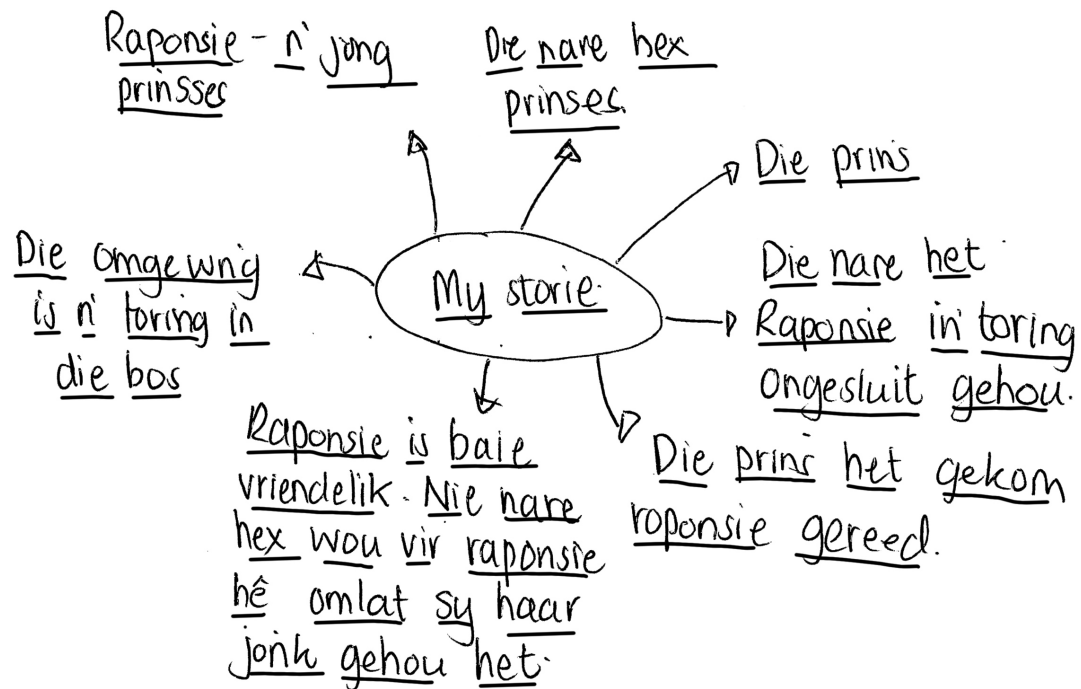 Raponsie - n' jong
prinsses
Die nare hex
prinses.
Die prins
Die omgewng
is n' toring in
die bos
My storie.
Die nare het
Raponsie in toring
ongesluit gehou.
Raponsie is baie
vriendelik. Nie nare
hex wou vir raponsie
hê omlat sy haar
jonk gehou het.
Die prins het gekom
roponsie gereed.